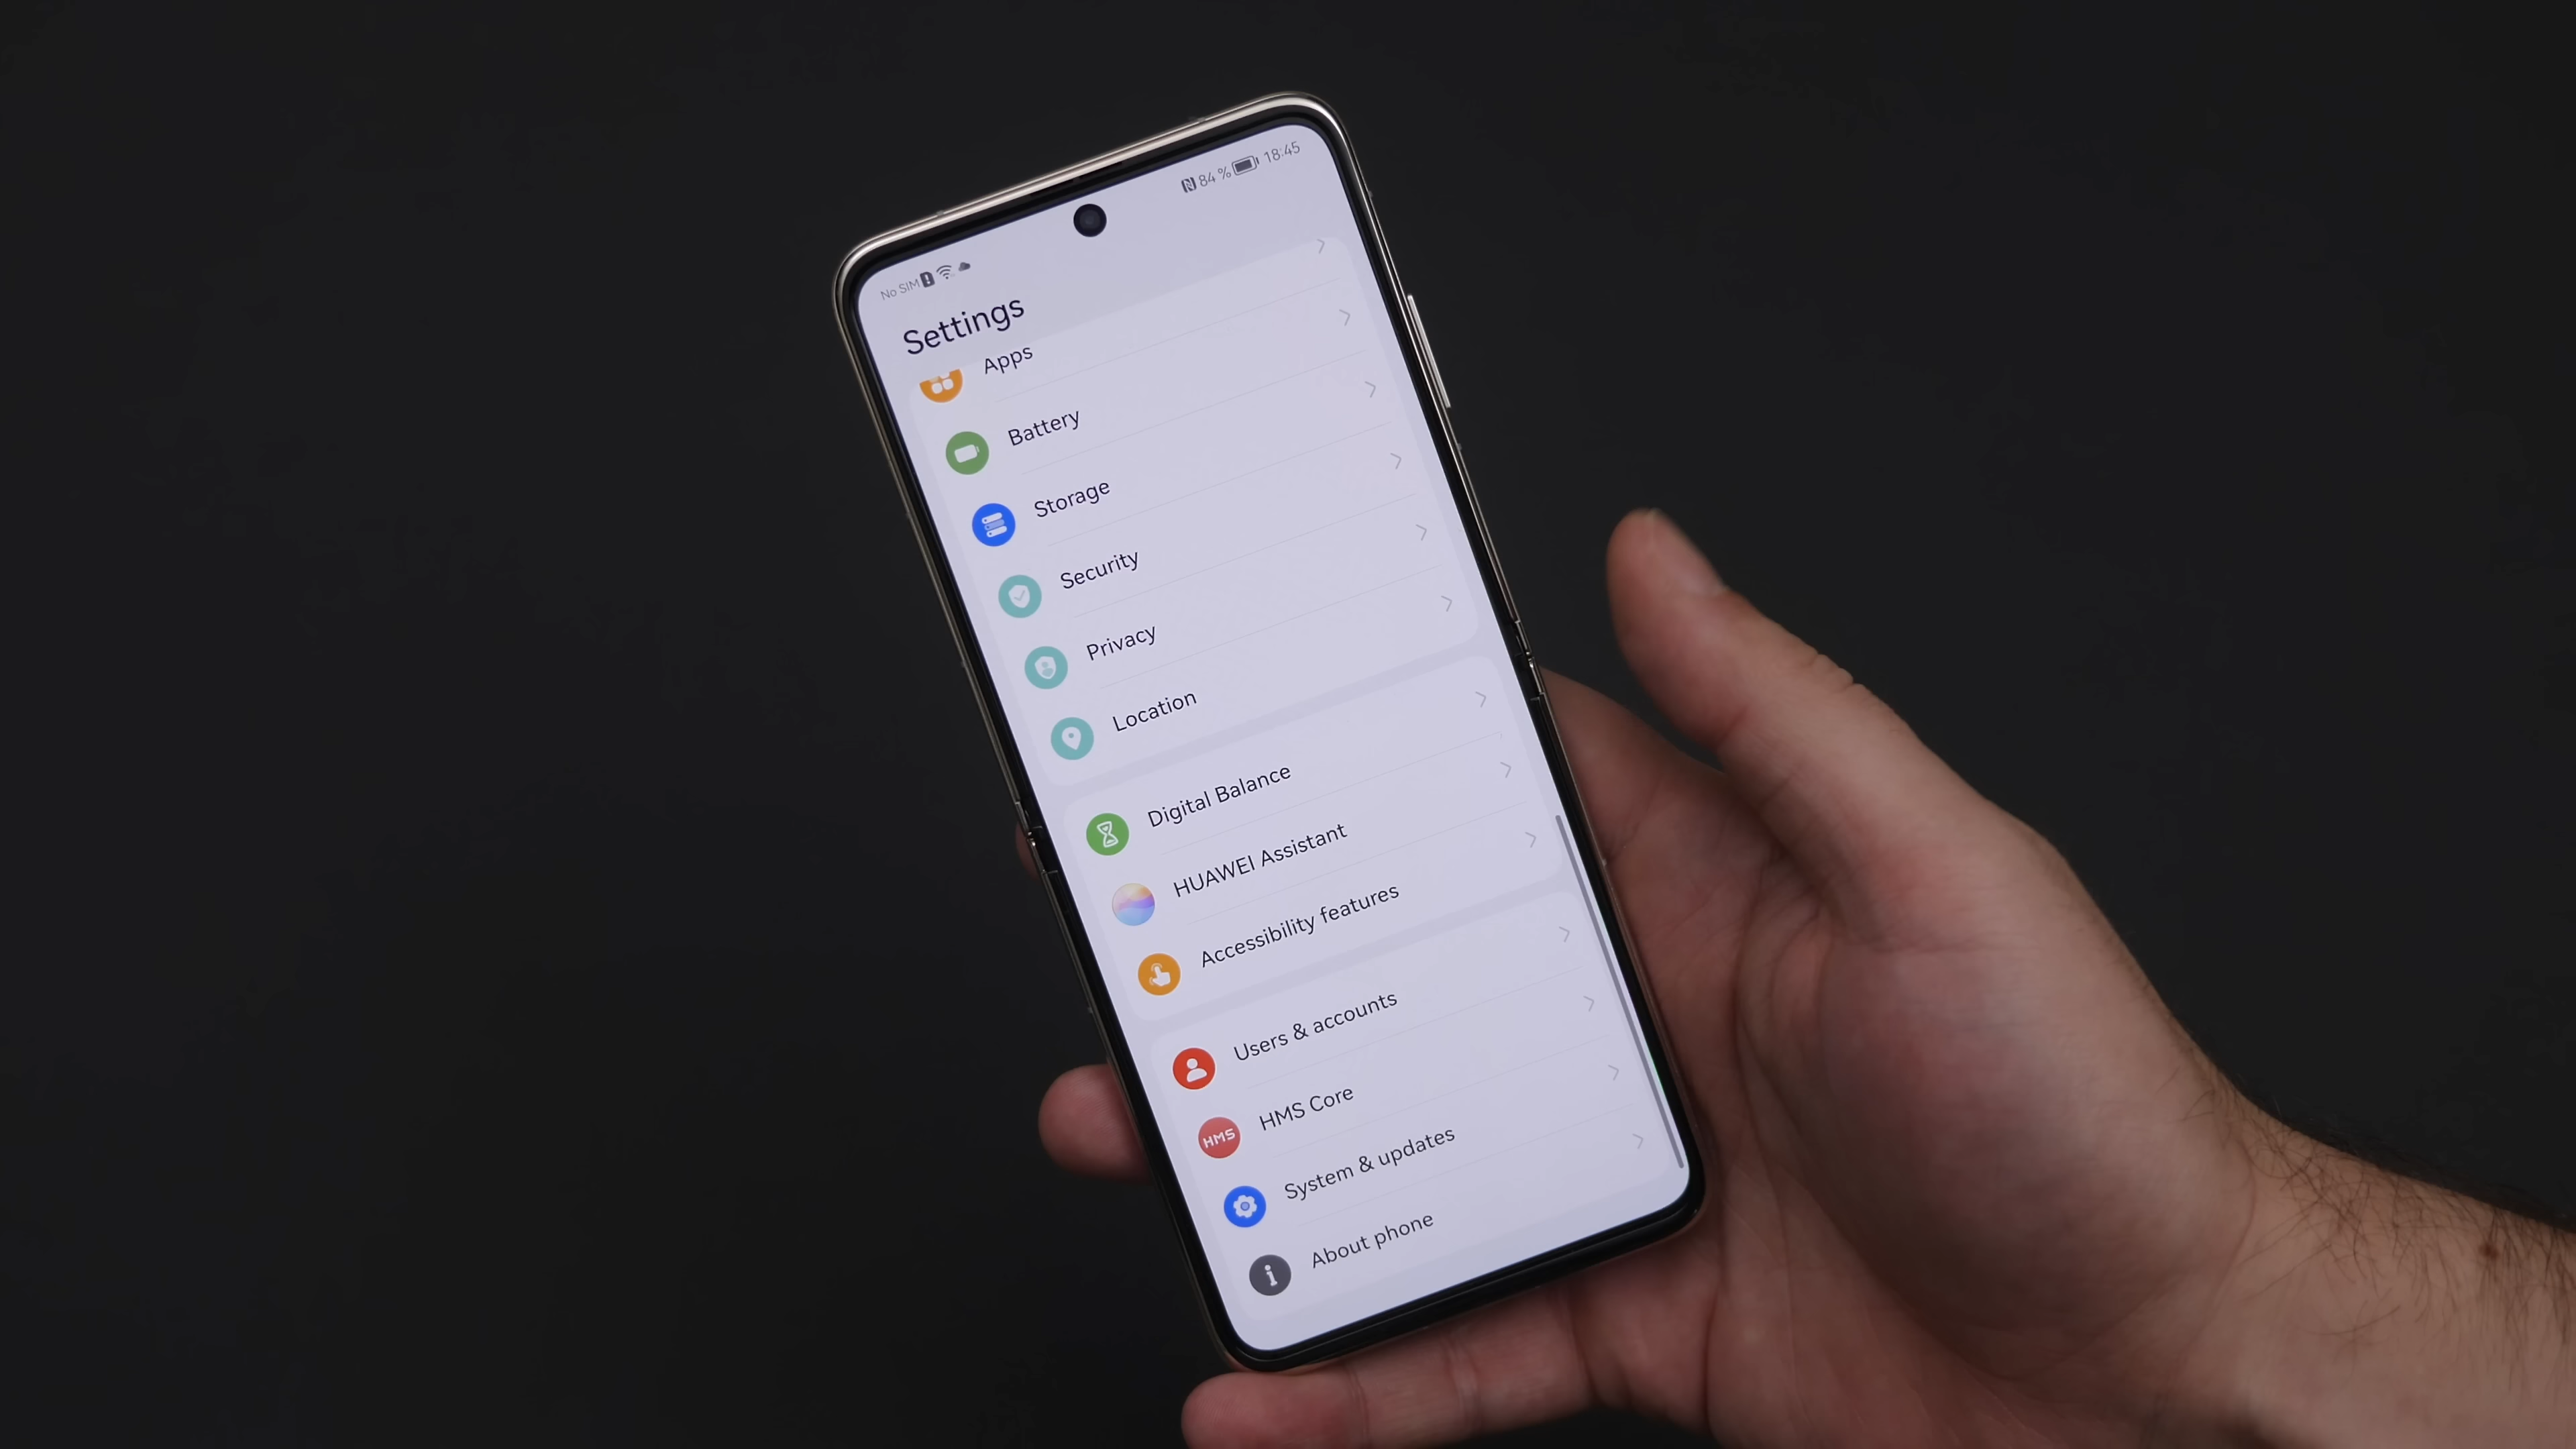 No SIM
84 %
18:45
Settings
Apps
Battery
Storage
Security
Privacy
Location
Digital Balance
HUAWEI Assistant
Accessibility features
Users & accounts
HMS
HMS Core
System & updates
About phone